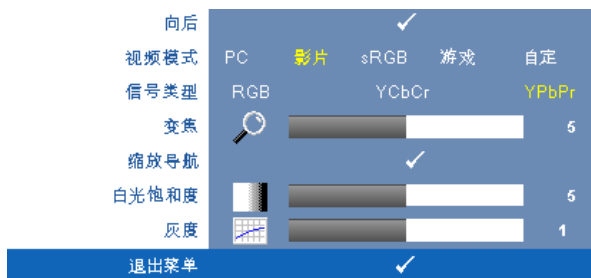 向后
视频模式 PC 影片 sRGB 游戏 自定
信号类型 RGB YCbCr YPbPr
变焦 5
缩放导航
白光饱和度 5
灰度 1
退出菜单